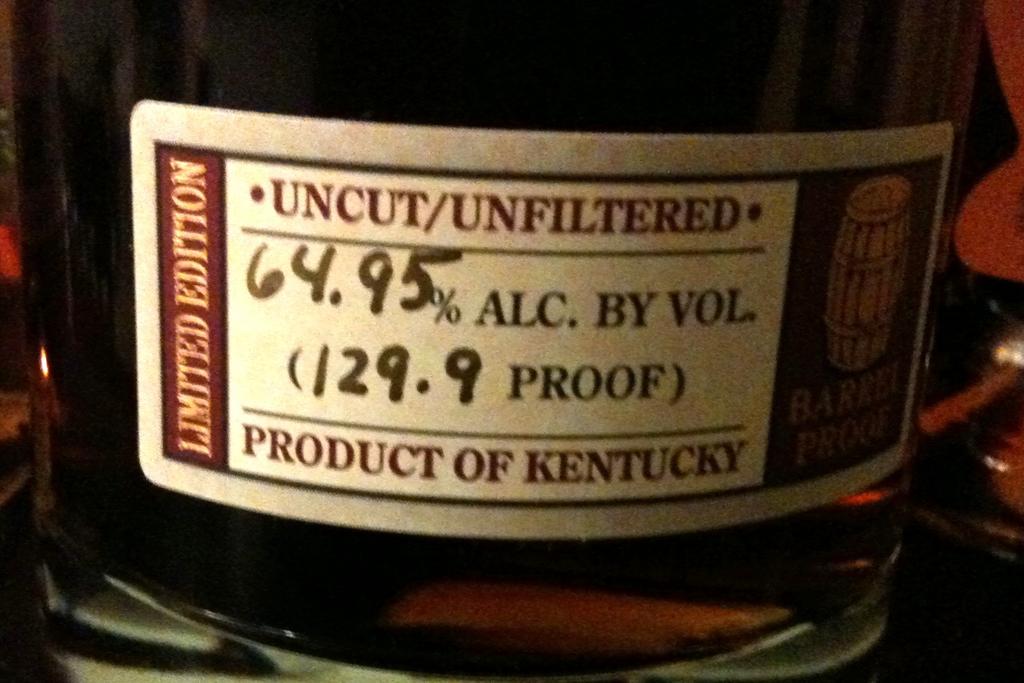 LIMITED EDITION
•UNCUT/UNFILTERED•
64.95% ALC. BY VOL.
(129.9 PROOF)
PRODUCT OF KENTUCKY
BARREL
PROOF